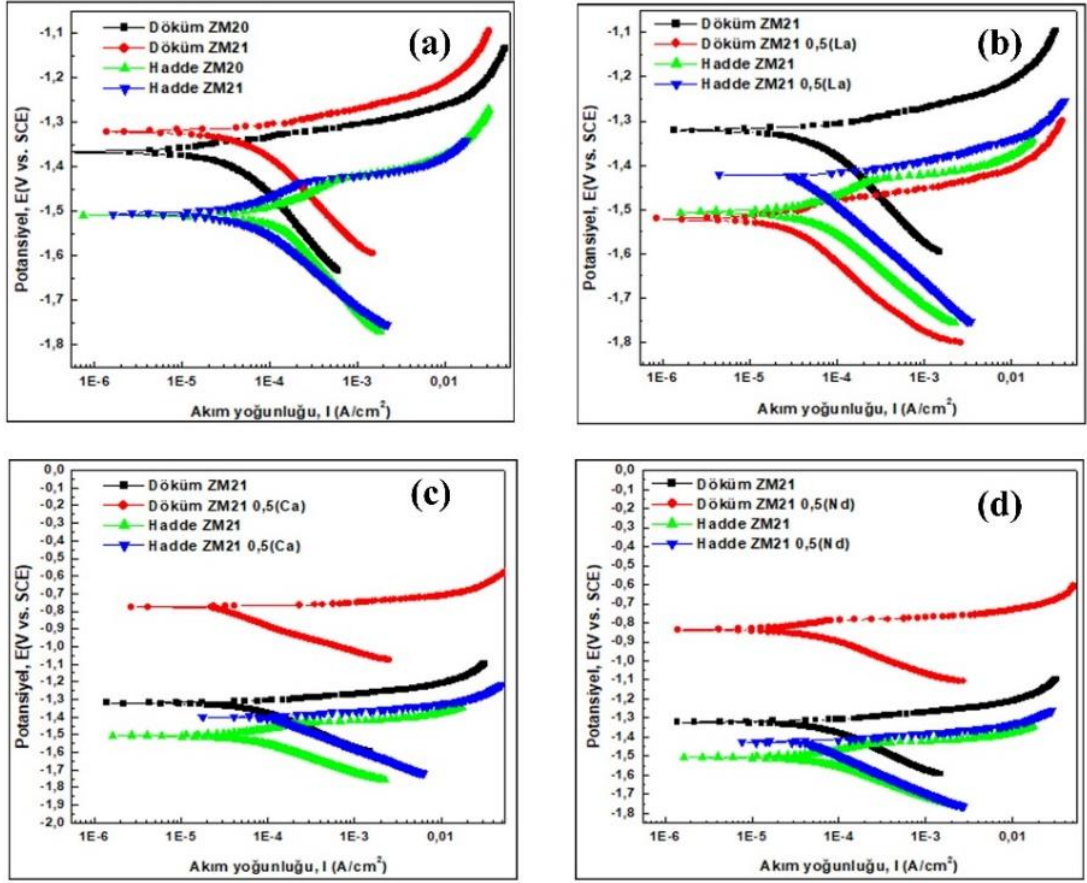 (a)
Döküm ZM20
Döküm ZM21
Hadde ZM20
Hadde ZM21
Potansiyel, E(V vs. SCE)
-1,1
-1,2
-1,3
-1,4
-1,5
-1,6
-1,7
-1,8
1E-6 1E-5 1E-4 1E-3 0,01
Akım yoğunluğu, I (A/cm²)
(b)
Döküm ZM21
Döküm ZM21 0,5(La)
Hadde ZM21
Hadde ZM21 0,5(La)
Potansiyel, E(V vs. SCE)
-1,1
-1,2
-1,3
-1,4
-1,5
-1,6
-1,7
-1,8
1E-6 1E-5 1E-4 1E-3 0,01
Akım yoğunluğu, I (A/cm²)
(c)
Döküm ZM21
Döküm ZM21 0,5(Ca)
Hadde ZM21
Hadde ZM21 0,5(Ca)
Potansiyel, E(V vs. SCE)
0,0
-0,1
-0,2
-0,3
-0,4
-0,5
-0,6
-0,7
-0,8
-0,9
-1,0
-1,1
-1,2
-1,3
-1,4
-1,5
-1,6
-1,7
-1,8
-1,9
-2,0
1E-6 1E-5 1E-4 1E-3 0,01
Akım yoğunluğu, I (A/cm²)
(d)
Döküm ZM21
Döküm ZM21 0,5(Nd)
Hadde ZM21
Hadde ZM21 0,5(Nd)
Potansiyel, E(V vs. SCE)
0,0
-0,1
-0,2
-0,3
-0,4
-0,5
-0,6
-0,7
-0,8
-0,9
-1,0
-1,1
-1,2
-1,3
-1,4
-1,5
-1,6
-1,7
-1,8
1E-6 1E-5 1E-4 1E-3 0,01
Akım yoğunluğu, I (A/cm²)